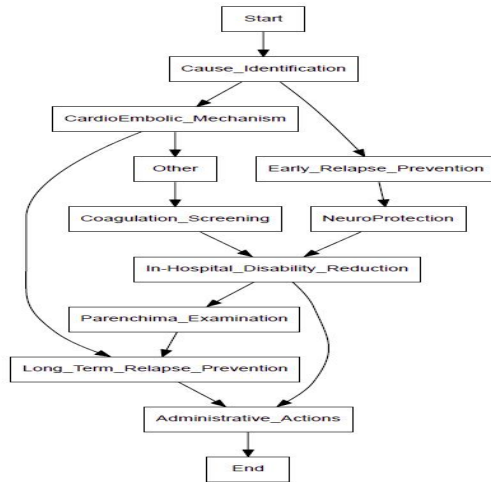 Start
Cause_Identification
CardioEmbolic_Mechanism
Other
Early_Relapse_Prevention
Coagulation_Screening
NeuroProtection
In-Hospital_Disability_Reduction
Parenchima_Examination
Long_Term_Relapse_Prevention
Administrative_Actions
End